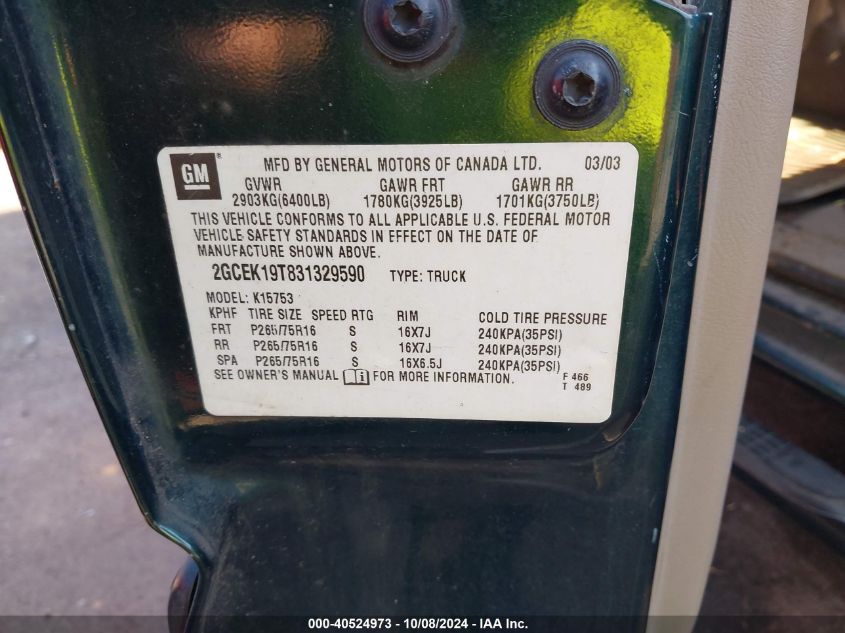 GM MFD BY GENERAL MOTORS OF CANADA LTD. 03/03
GVWR GAWR FRT GAWR RR
2903KG(6400LB) 1780KG(3925LB) 1701KG(3750LB)
THIS VEHICLE CONFORMS TO ALL APPLICABLE U.S. FEDERAL MOTOR
VEHICLE SAFETY STANDARDS IN EFFECT ON THE DATE OF
MANUFACTURE SHOWN ABOVE.
2GCEK19T831329590 TYPE: TRUCK
MODEL: K15753
KPHF TIRE SIZE SPEED RTG RIM COLD TIRE PRESSURE
FRT P265/75R16 S 16X7J 240KPA(35PSI)
RR P265/75R16 S 16X7J 240KPA(35PSI)
SPA P265/75R16 S 16X6.5J 240KPA(35PSI)
SEE OWNER'S MANUAL i FOR MORE INFORMATION. F 466
T 489
000-40524973 - 10/08/2024 - IAA Inc.